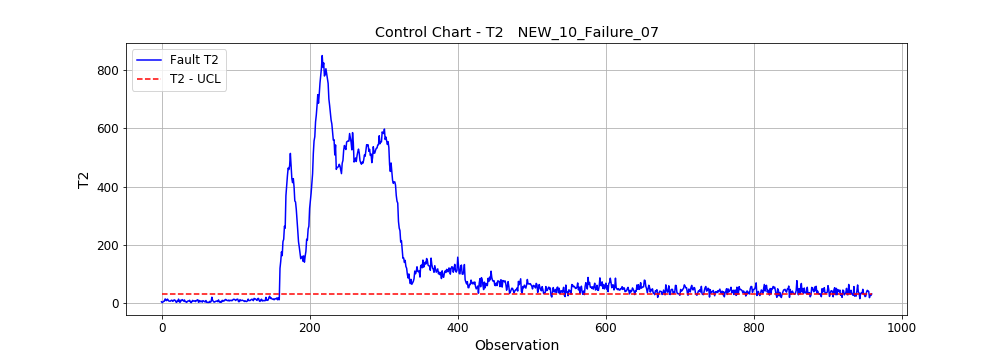 Control Chart - T2 NEW_10_Failure_07
Fault T2
T2 - UCL
800
600
400
200
0
T2
0 200 400 600 800 1000
Observation